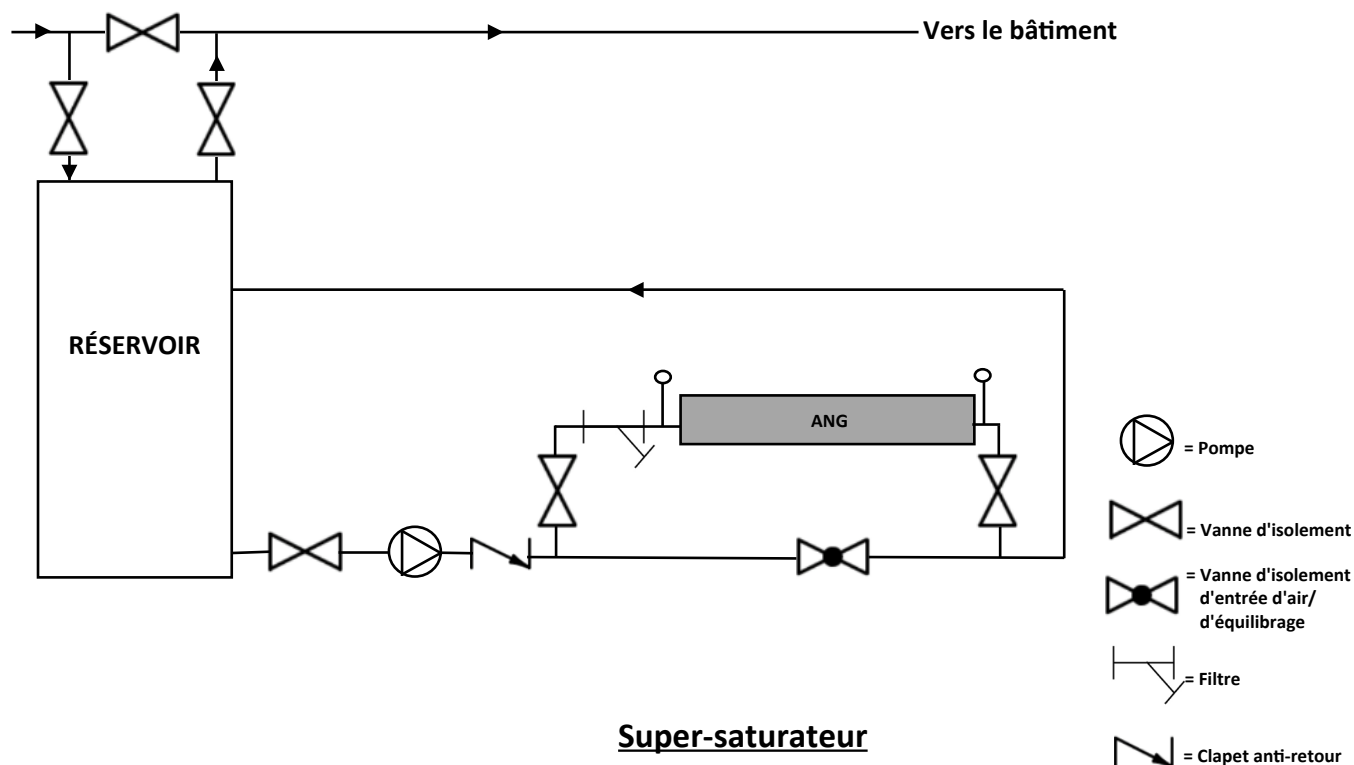 Vers le bâtiment
RÉSERVOIR
ANG
= Pompe
= Vanne d'isolement
= Vanne d'isolement
d'entrée d'air/
d'équilibrage
= Filtre
Super-saturateur
= Clapet anti-retour